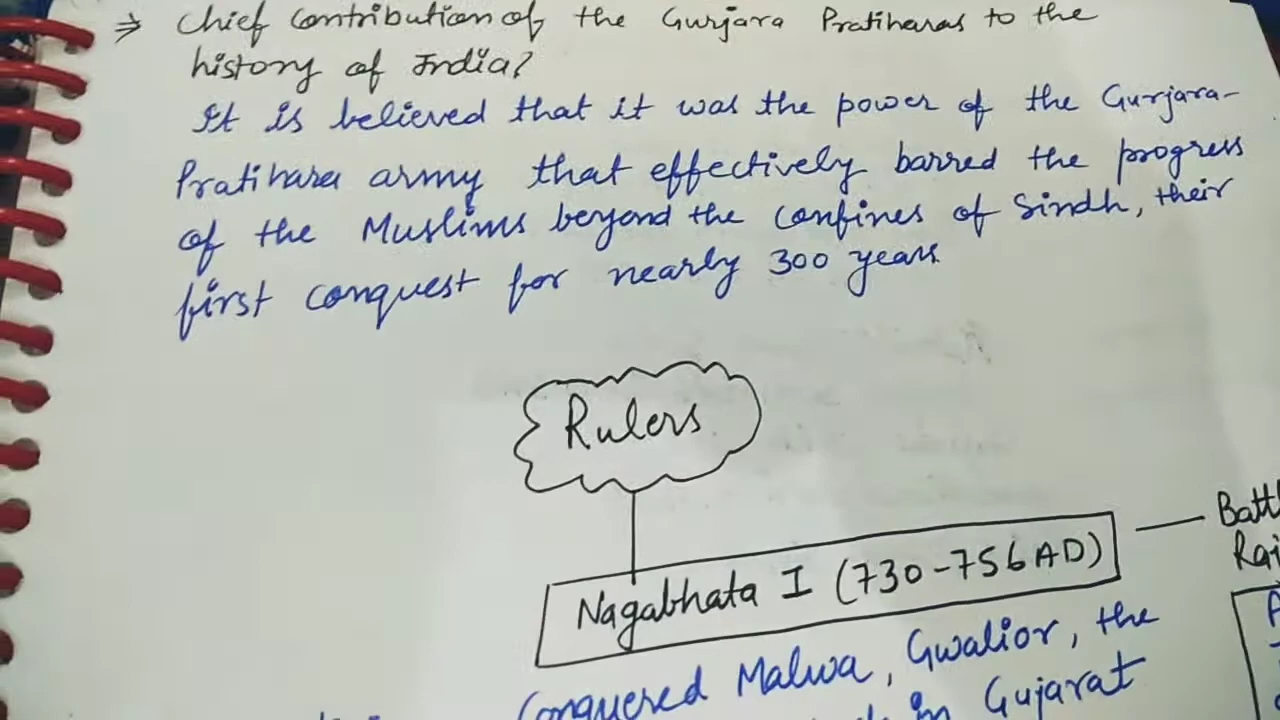 ⇒ Chief Contribution of the Gurjara Pratiharas to the
history of India?
It is believed that it was the power of the Gurjara-
Pratihara army that effectively barred the progress
of the Muslims beyond the confines of Sindh, their
first conquest for nearly 300 years
Rulers
Nagabhata I (730-756 AD)
Conquered Malwa, Gwalior, the
in Gujarat